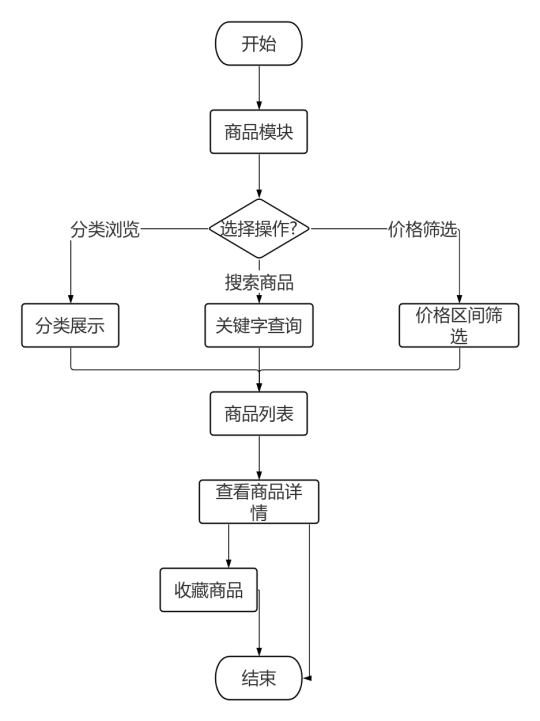 开始
商品模块
选择操作?
分类浏览
价格筛选
搜索商品
分类展示
关键字查询
价格区间筛
选
商品列表
查看商品详
情
收藏商品
结束